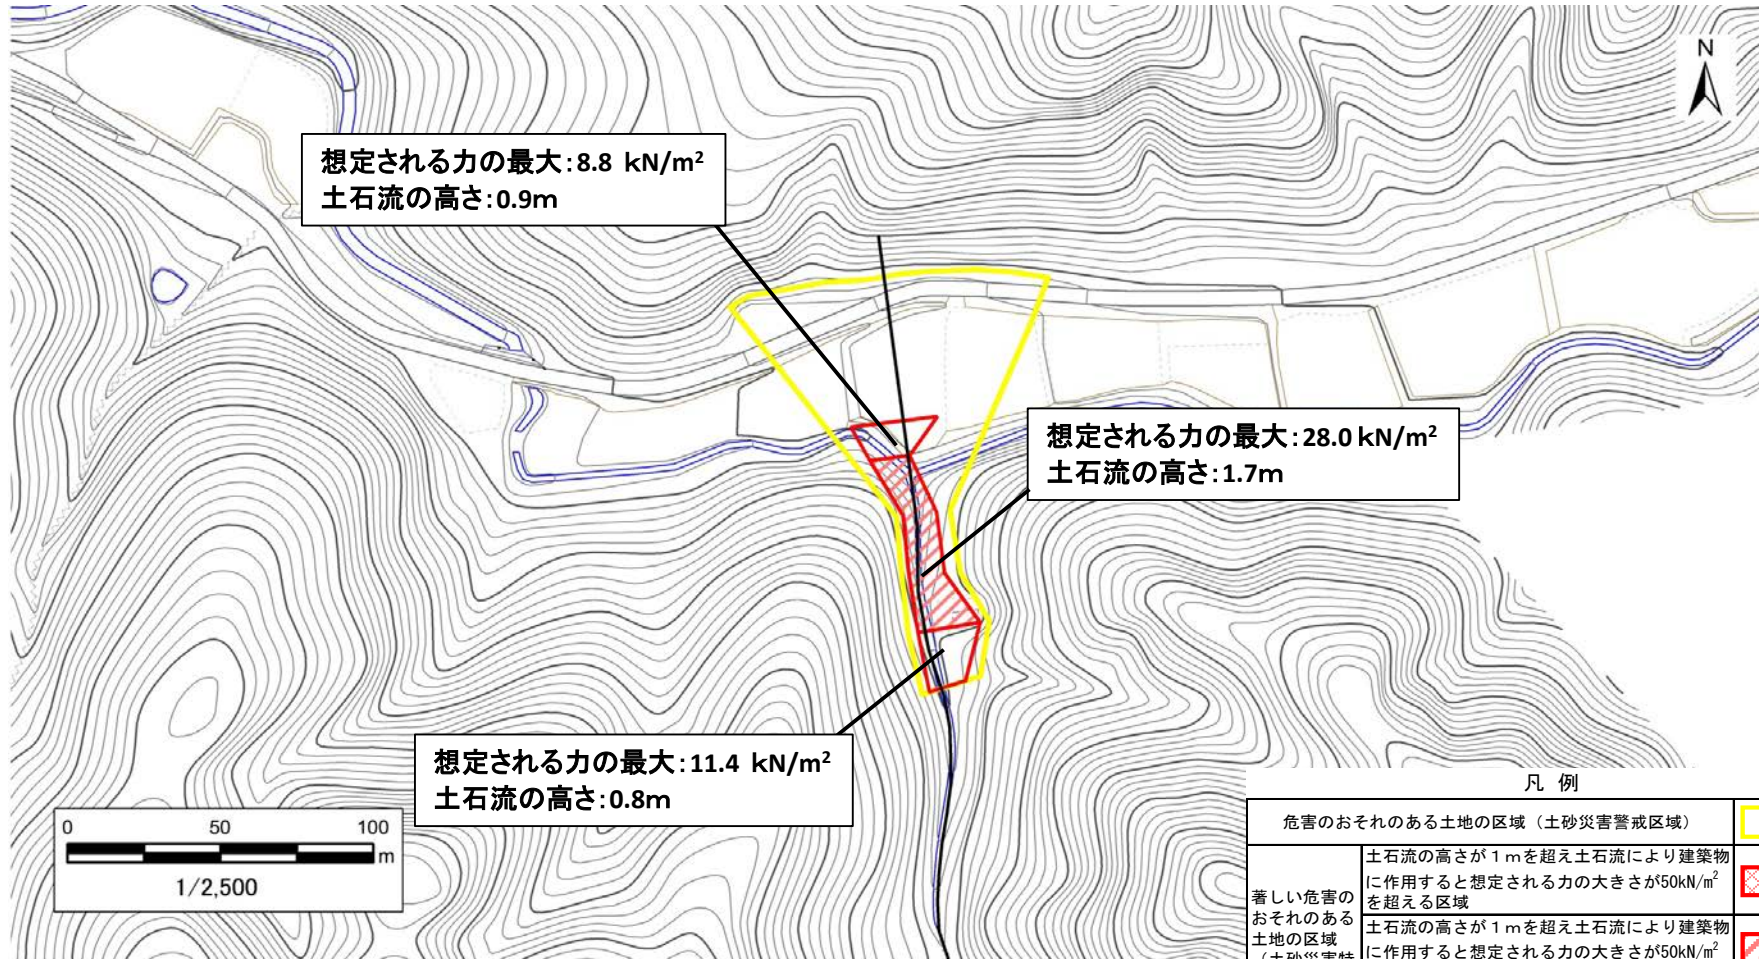 N
想定される力の最大:8.8 kN/m²
土石流の高さ:0.9m
想定される力の最大:28.0 kN/m²
土石流の高さ:1.7m
想定される力の最大:11.4 kN/m²
土石流の高さ:0.8m
0 50 100
m
1/2,500
凡 例
危害のおそれのある土地の区域（土砂災害警戒区域）
著しい危害の
おそれのある
土地の区域
（土砂災害特
土石流の高さが１ｍを超え土石流により建築物
に作用すると想定される力の大きさが50kN/m²
を超える区域
土石流の高さが１ｍを超え土石流により建築物
に作用すると想定される力の大きさが50kN/m²